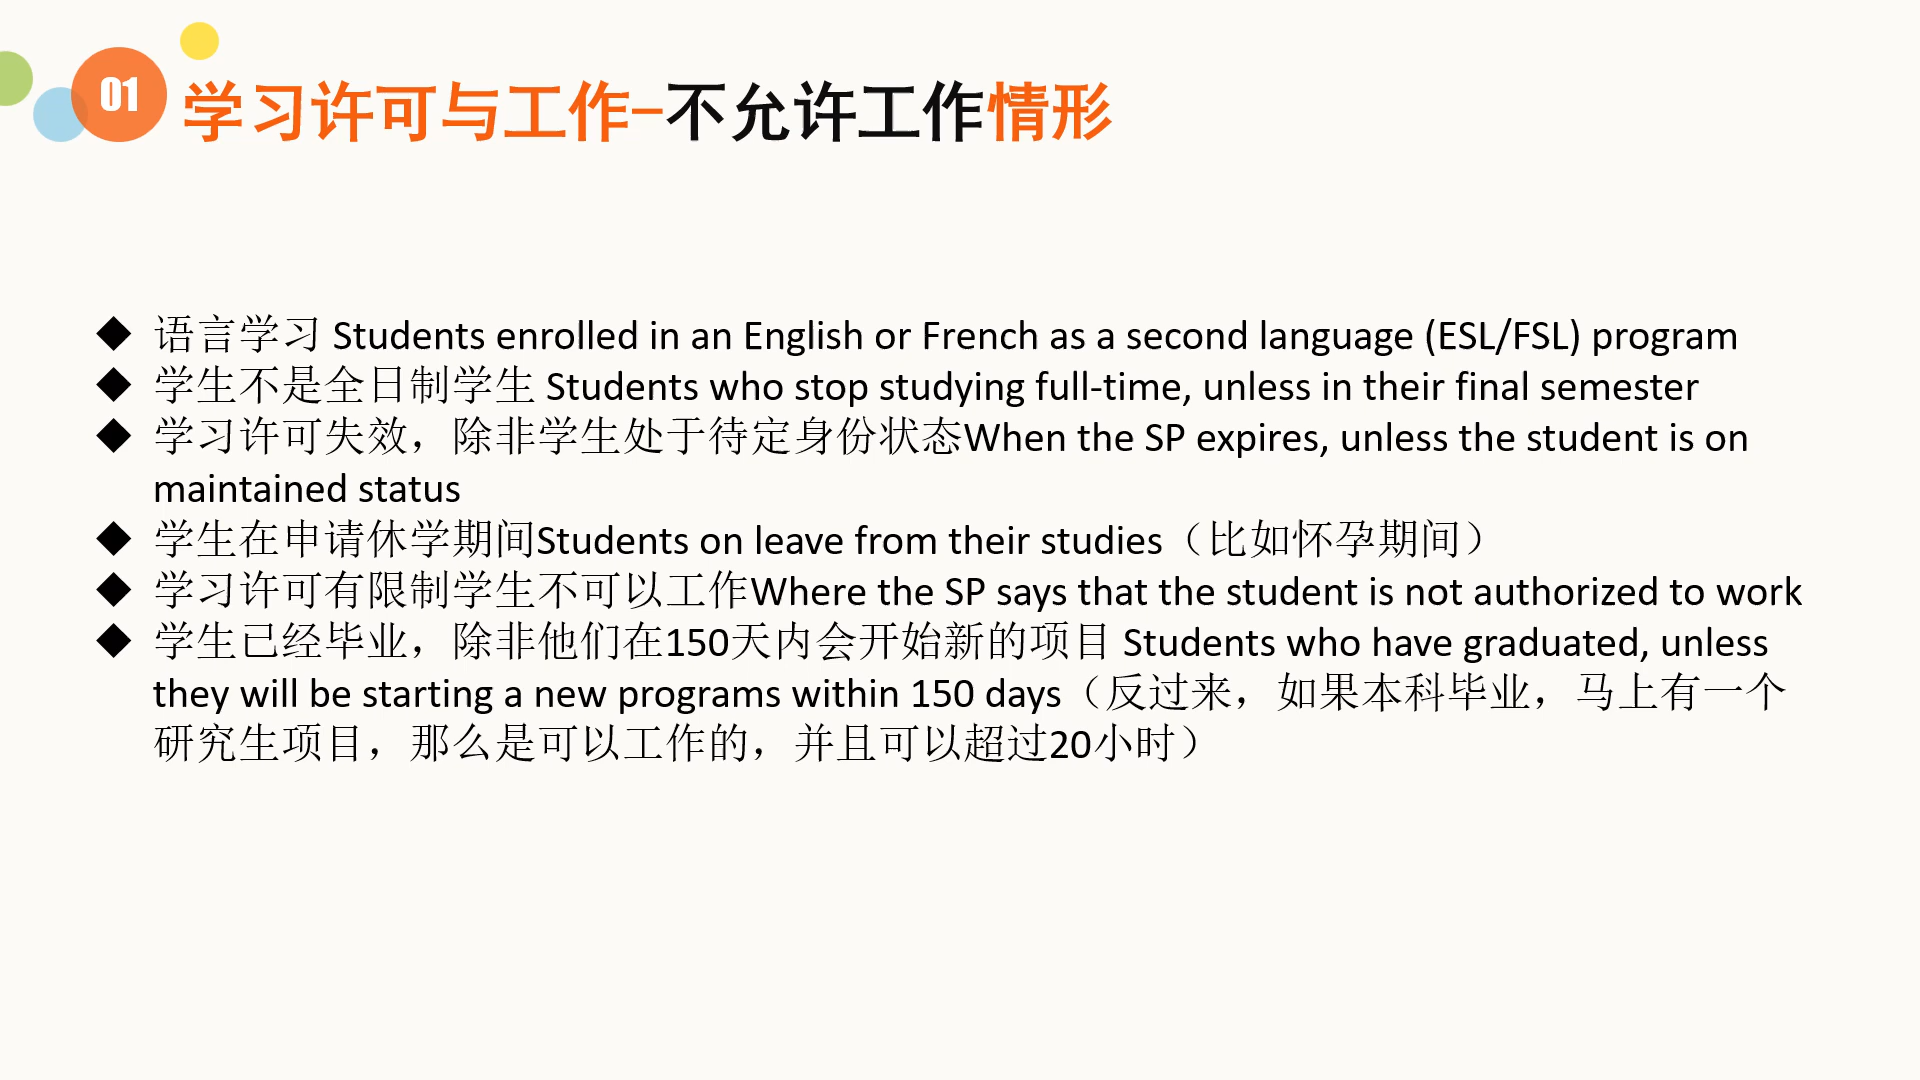 01
学习许可与工作-不允许工作情形
◆ 语言学习 Students enrolled in an English or French as a second language (ESL/FSL) program
◆ 学生不是全日制学生 Students who stop studying full-time, unless in their final semester
◆ 学习许可失效，除非学生处于待定身份状态When the SP expires, unless the student is on
maintained status
◆ 学生在申请休学期间Students on leave from their studies（比如怀孕期间）
◆ 学习许可有限制学生不可以工作Where the SP says that the student is not authorized to work
◆ 学生已经毕业，除非他们在150天内会开始新的项目 Students who have graduated, unless
they will be starting a new programs within 150 days（反过来，如果本科毕业，马上有一个
研究生项目，那么是可以工作的，并且可以超过20小时）